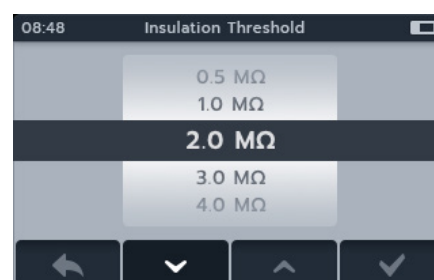 08:48 Insulation Threshold
0.5 MΩ
1.0 MΩ
2.0 MΩ
3.0 MΩ
4.0 MΩ